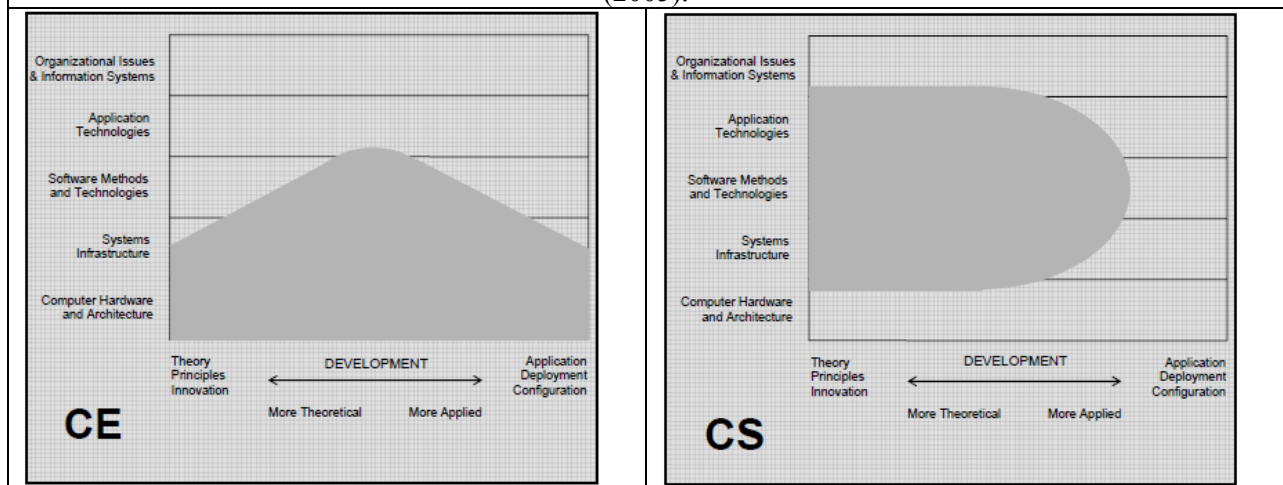 (2005).
Organizational Issues
& Information Systems
Application
Technologies
Software Methods
and Technologies
Systems
Infrastructure
Computer Hardware
and Architecture
Theory
Principles
Innovation
DEVELOPMENT
Application
Deployment
Configuration
More Theoretical
More Applied
CE
Organizational Issues
& Information Systems
Application
Technologies
Software Methods
and Technologies
Systems
Infrastructure
Computer Hardware
and Architecture
Theory
Principles
Innovation
DEVELOPMENT
Application
Deployment
Configuration
More Theoretical
More Applied
CS